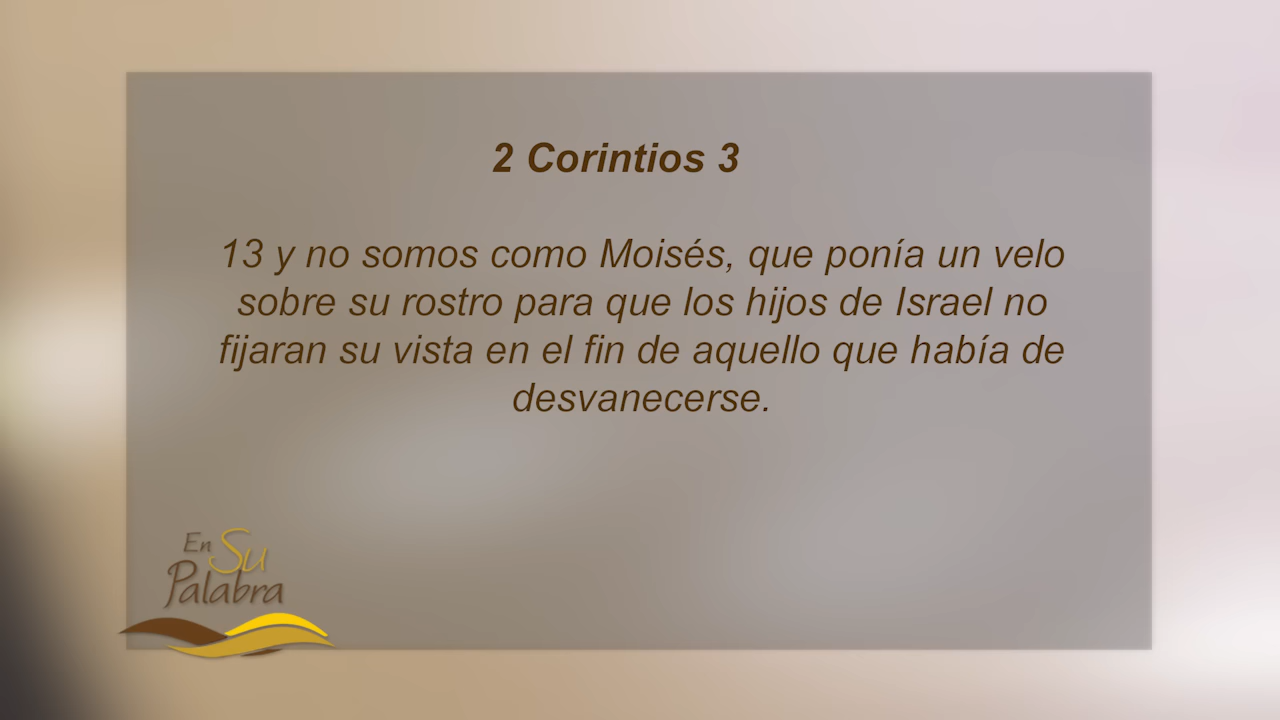 2 Corintios 3
13 y no somos como Moisés, que ponía un velo
sobre su rostro para que los hijos de Israel no
fijaran su vista en el fin de aquello que había de
desvanecerse.
En Su
Palabra